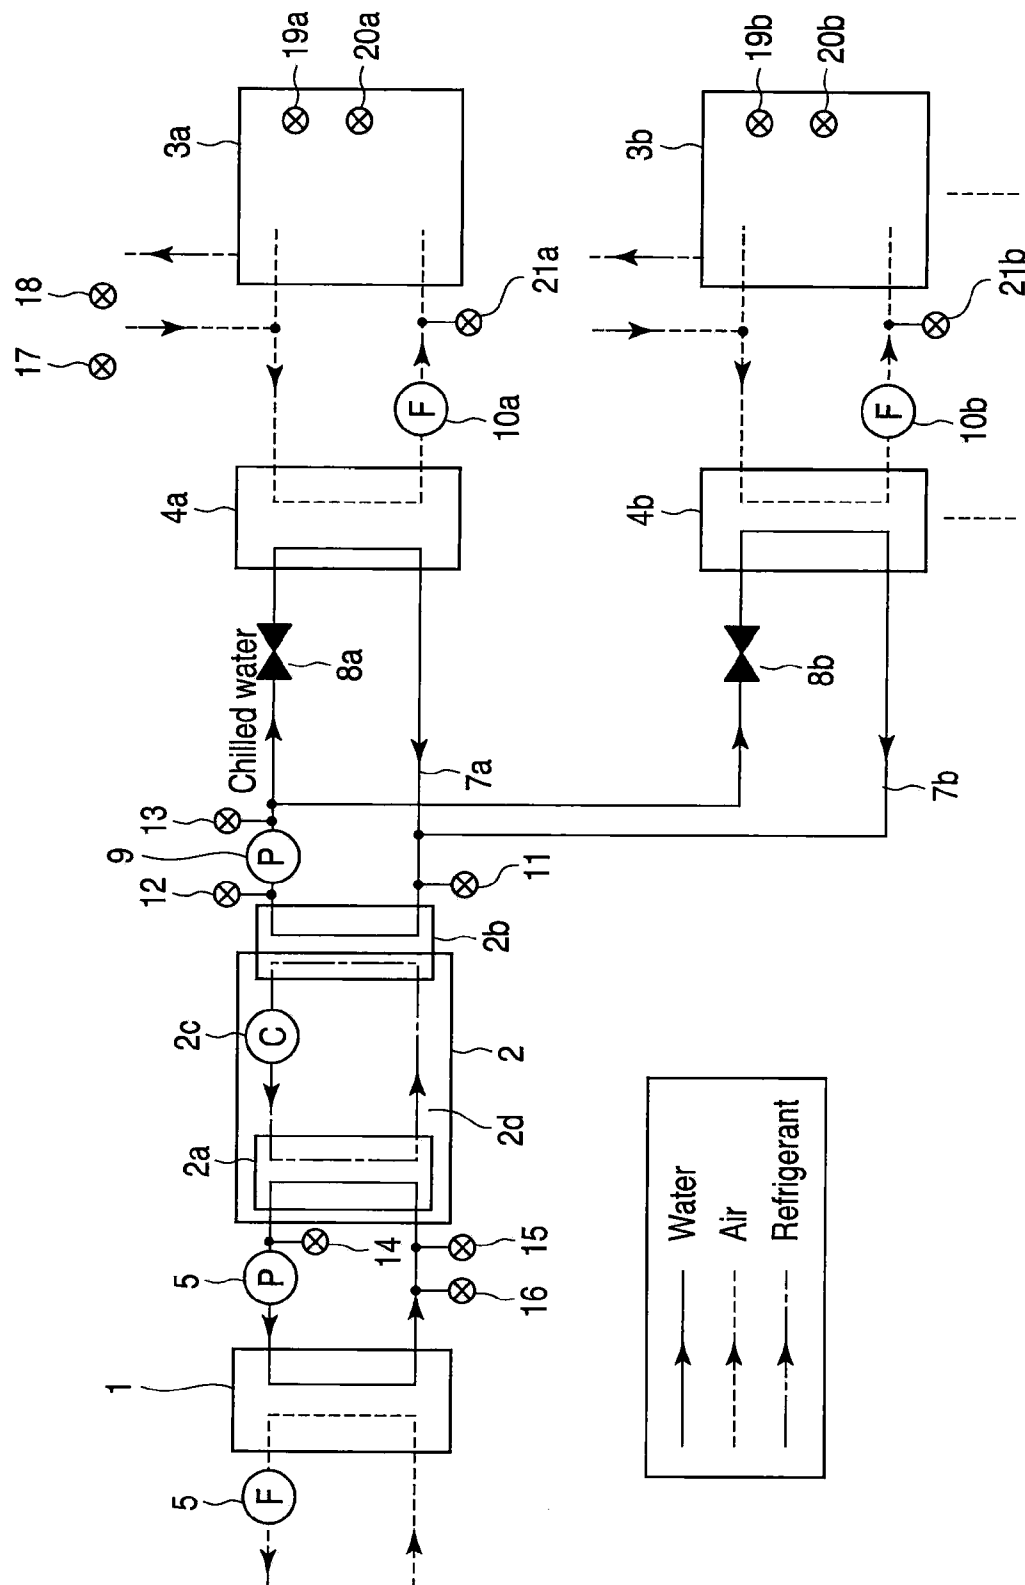 19a
20a
3a
18
17
21a
F
10a
4a
Chilled water
8a
7a
13
9
P
12
11
2b
2c
C
2
2d
2a
14
15
5
P
16
1
5
F
19b
20b
3b
21b
F
10b
4b
8b
7b
Water
Air
Refrigerant